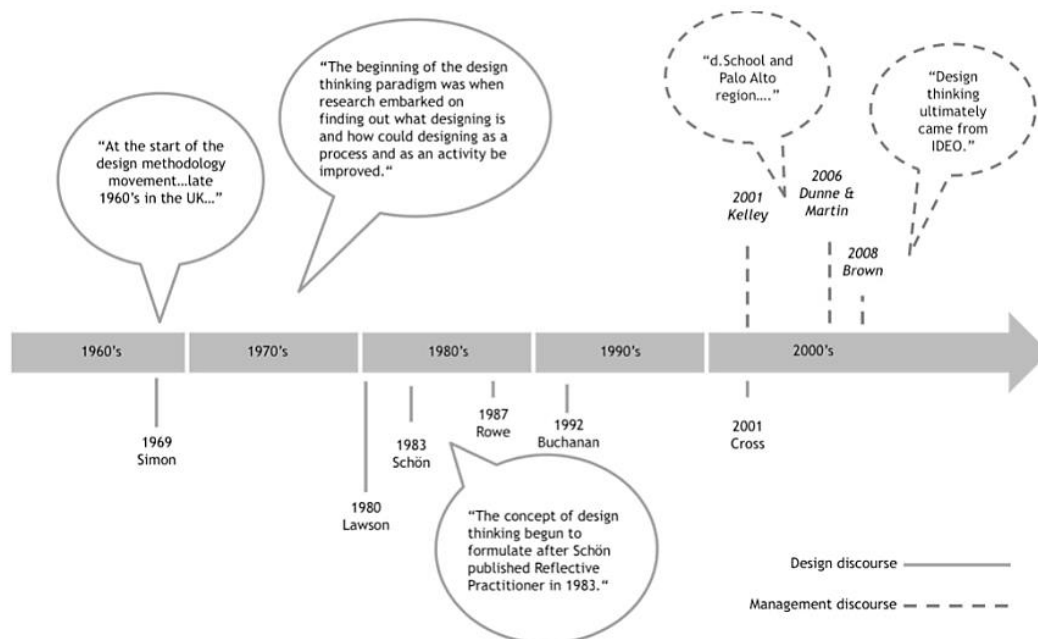 “At the start of the
design methodology
movement...late
1960’s in the UK...”
“The beginning of the design
thinking paradigm was when
research embarked on
finding out what designing is
and how could designing as a
process and as an activity be
improved.“
“d.School and
Palo Alto
region....”
“Design
thinking
ultimately
came from
IDEO.”
2001
Kelley
2006
Dunne &
Martin
2008
Brown
1960’s
1970’s
1980’s
1990’s
2000’s
1969
Simon
1980
Lawson
1983
Schön
1987
Rowe
1992
Buchanan
2001
Cross
“The concept of design
thinking begun to
formulate after Schön
published Reflective
Practitioner in 1983.“
Design discourse
Management discourse